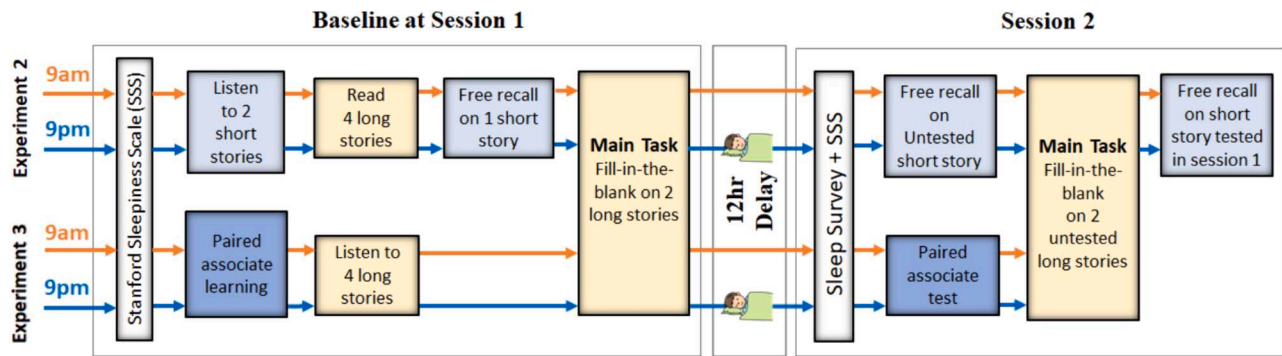 Baseline at Session 1
Session 2
Experiment 2
9am
9pm
Experiment 3
9am
9pm
Stanford Sleepiness Scale (SSS)
Listen
to 2
short
stories
Read
4 long
stories
Free recall
on 1 short
story
Paired
associate
learning
Listen to
4 long
stories
Main Task
Fill-in-the-
blank on 2
long stories
12hr
Delay
Sleep Survey + SSS
Free recall
on
Untested
short story
Paired
associate
test
Main Task
Fill-in-the-
blank
on 2
untested
long stories
Free recall
on short
story tested
in session 1